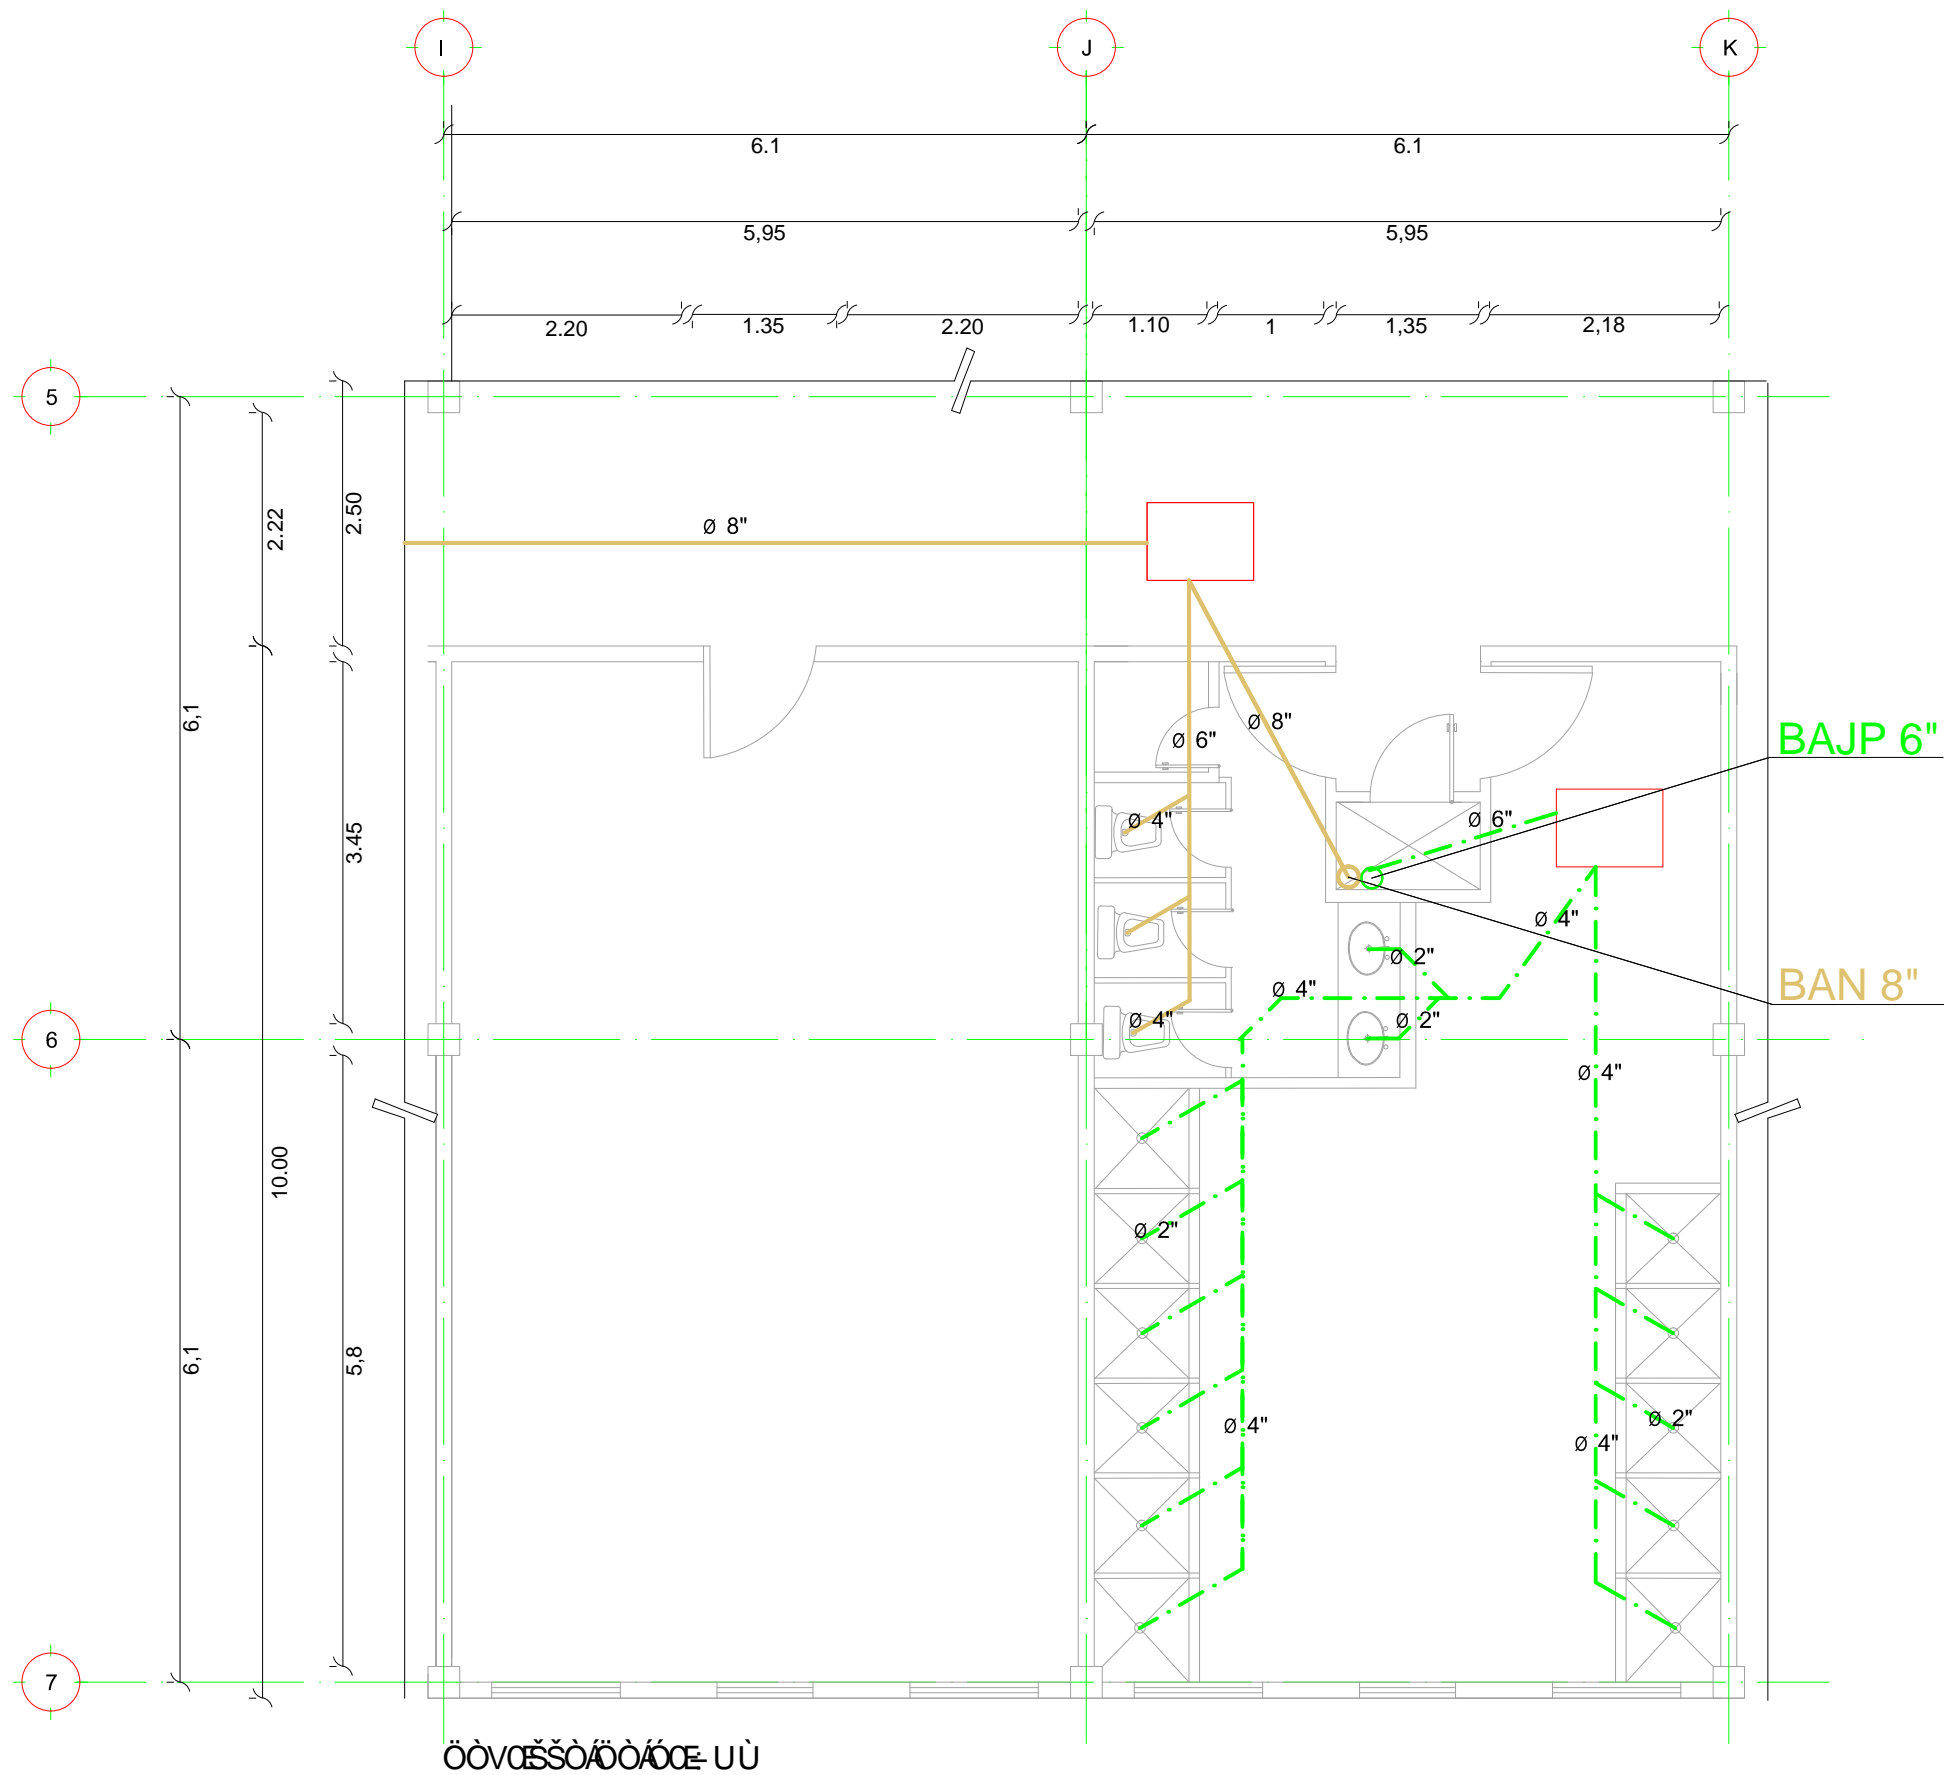 I J K
6.1 6.1
5,95 5,95
2.20 1.35 2.20 1.10 1 1,35 2,18
5
2.50
2.22
Ø 8"
6,1
Ø 8"
Ø 6"
BAJP 6"
Ø 4"
Ø 6"
3.45
Ø 4"
Ø 2"
BAN 8"
Ø 4"
Ø 4"
Ø 2"
6
Ø 4"
10.00
Ø 2"
6,1
5,8
Ø 2"
Ø 4"
Ø 4"
7